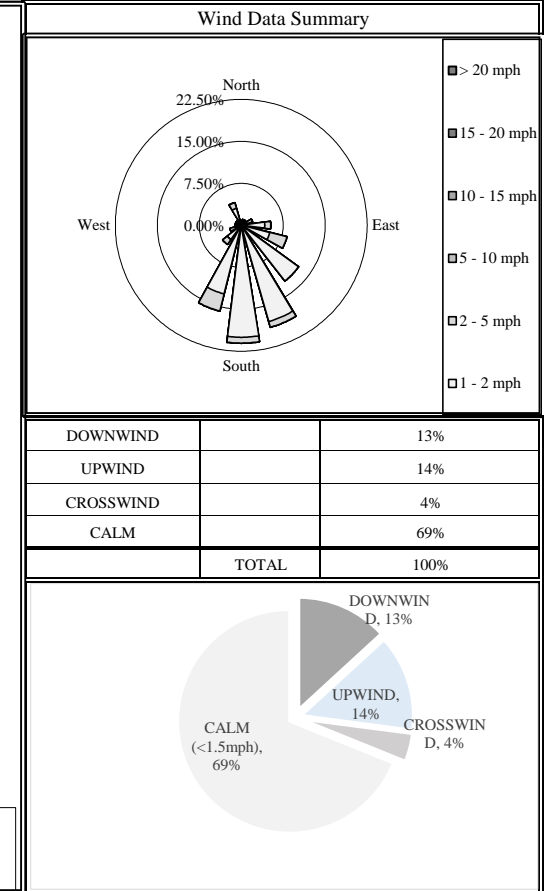 Wind Data Summary
North
22.50%
15.00%
7.50%
0.00%
West
East
South
> 20 mph
15 - 20 mph
10 - 15 mph
5 - 10 mph
2 - 5 mph
1 - 2 mph
DOWNWIND 13%
UPWIND 14%
CROSSWIND 4%
CALM 69%
TOTAL 100%
DOWNWIN
D, 13%
UPWIND,
14%
CROSSWIN
D, 4%
CALM
(<1.5mph),
69%